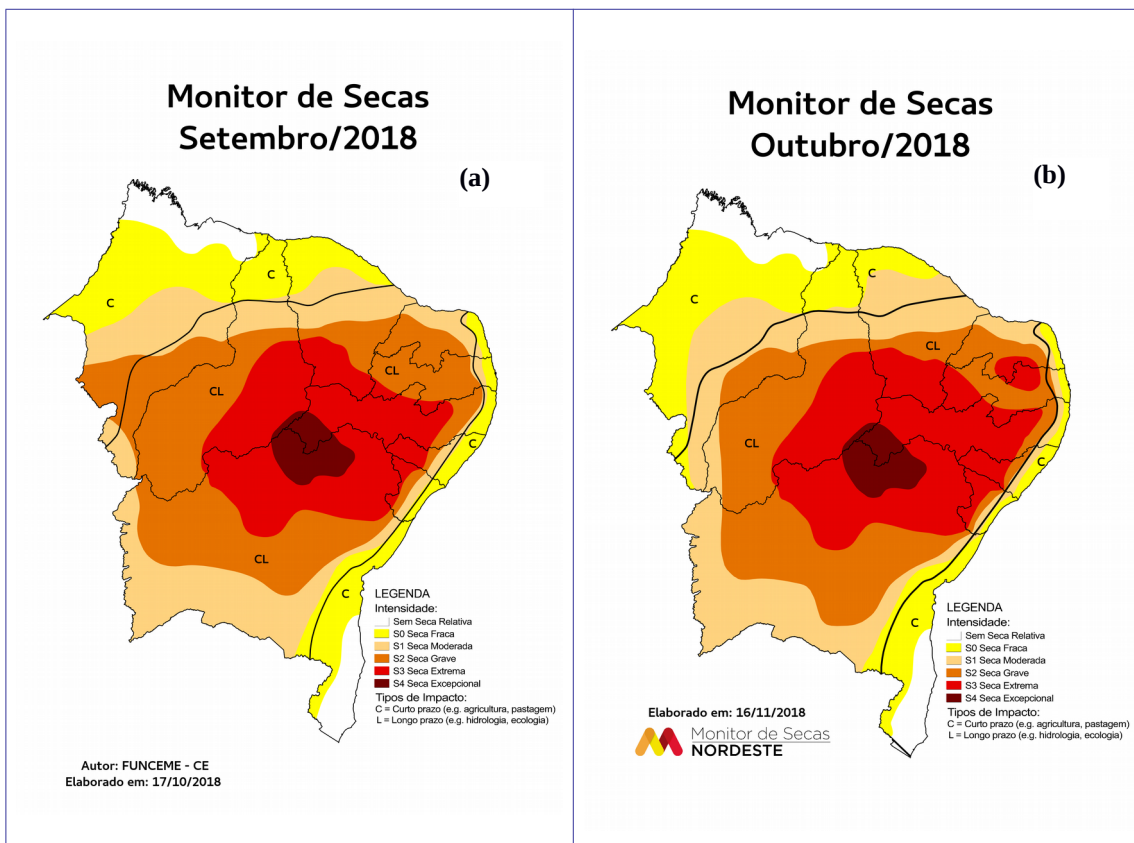 Monitor de Secas
Setembro/2018
(a)
C
C
CL
CL
C
CL
C
LEGENDA
Intensidade:
Sem Seca Relativa
S0 Seca Fraca
S1 Seca Moderada
S2 Seca Grave
S3 Seca Extrema
S4 Seca Excepcional
Tipos de Impacto:
C = Curto prazo (e.g. agricultura, pastagem)
L = Longo prazo (e.g. hidrologia, ecologia)
Autor: FUNCEME - CE
Elaborado em: 17/10/2018
Monitor de Secas
Outubro/2018
(b)
C
C
CL
CL
C
C
LEGENDA
Intensidade:
Sem Seca Relativa
S0 Seca Fraca
S1 Seca Moderada
S2 Seca Grave
S3 Seca Extrema
S4 Seca Excepcional
Tipos de Impacto:
C = Curto prazo (e.g. agricultura, pastagem)
L = Longo prazo (e.g. hidrologia, ecologia)
Elaborado em: 16/11/2018
Monitor de Secas
NORDESTE